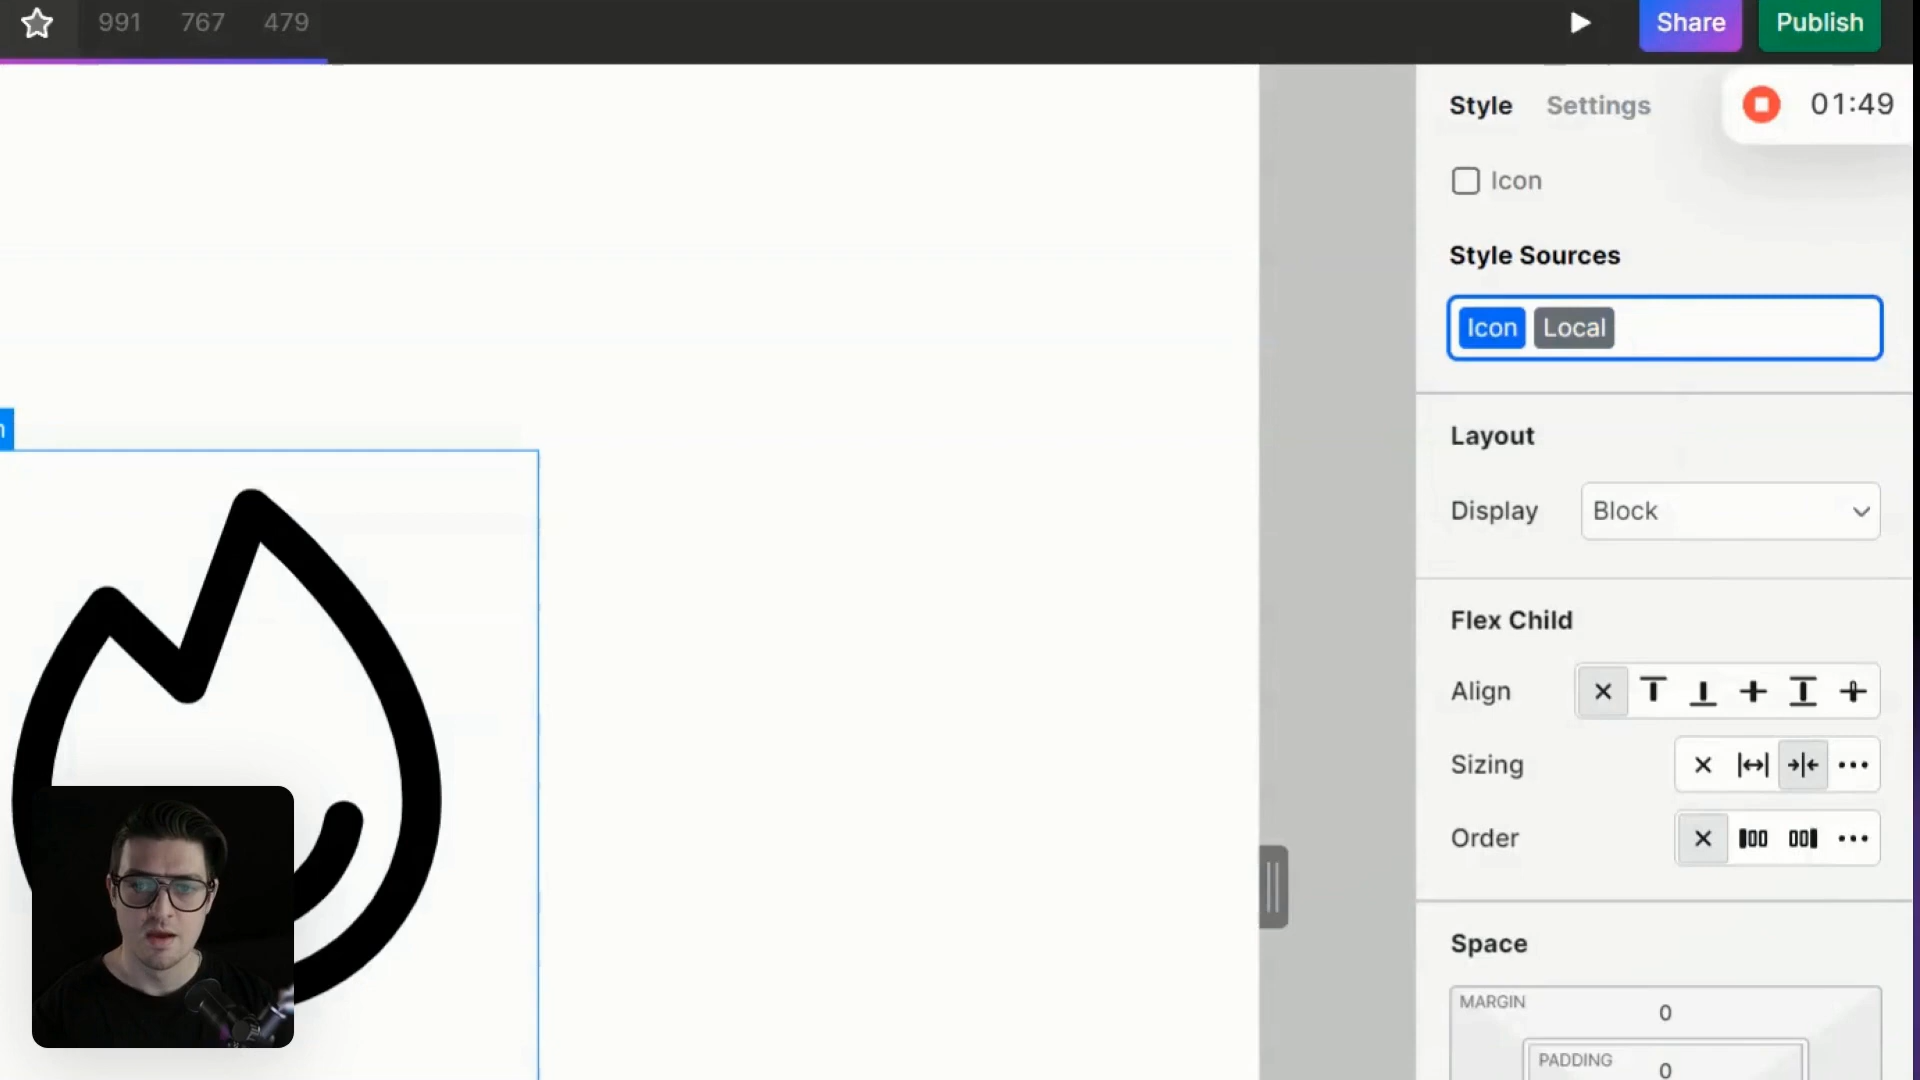 991 767 479
Share Publish
Style Settings
01:49
Icon
Style Sources
Icon Local
Layout
Display Block
Flex Child
Align
Sizing
Order
Space
MARGIN
0
PADDING
0